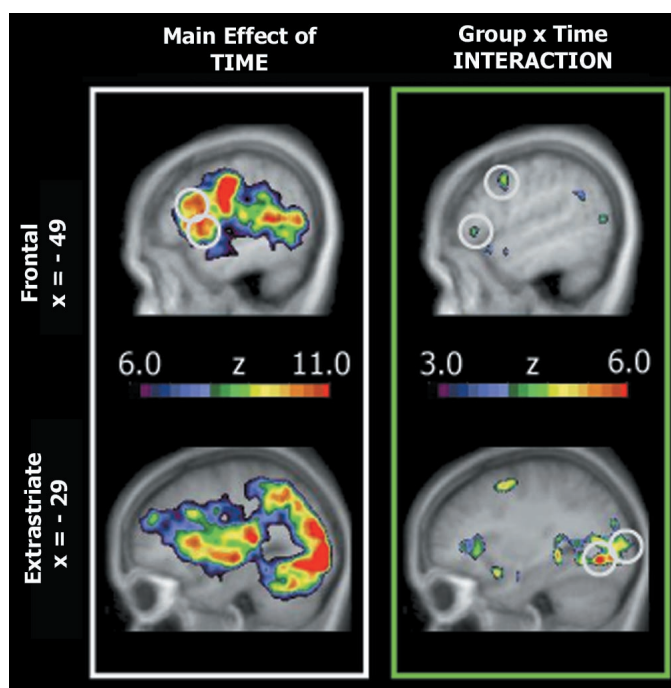 Main Effect of
TIME
Group x Time
INTERACTION
Frontal
x = - 49
6.0 z 11.0
3.0 z 6.0
Extrastriate
x = - 29